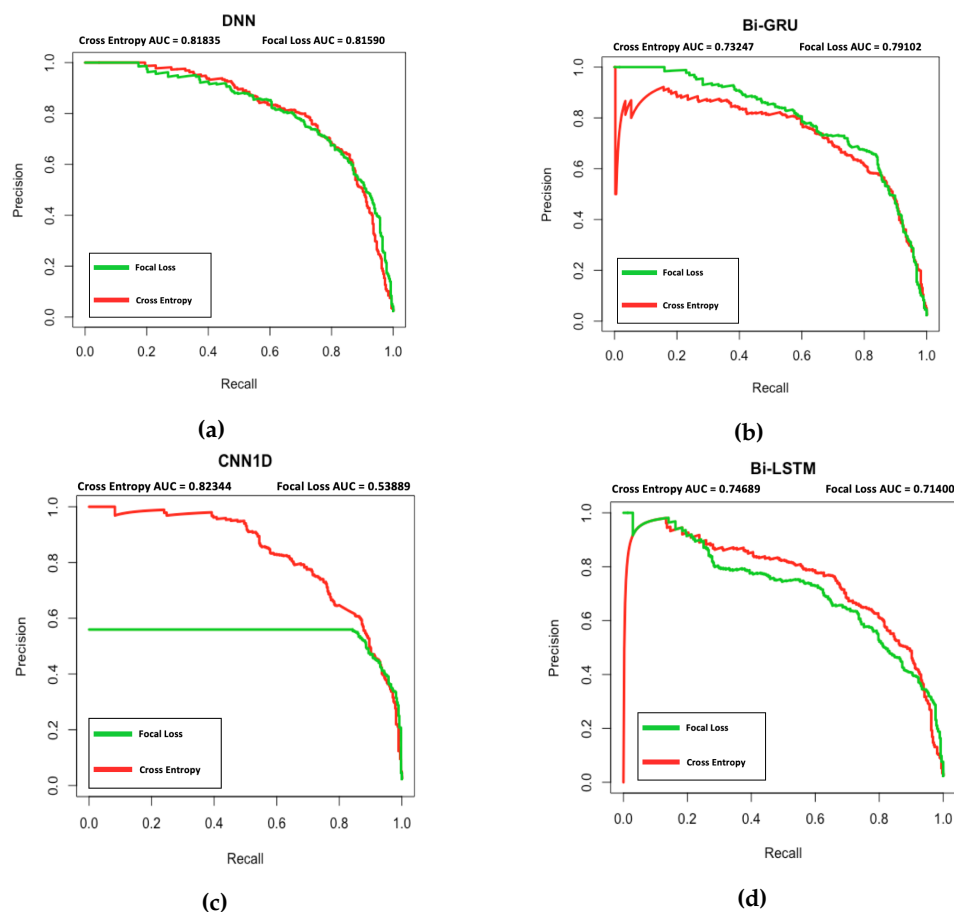 DNN
Cross Entropy AUC = 0.81835 Focal Loss AUC = 0.81590
Precision
1.0
0.8
0.6
0.4
0.2
0.0
Focal Loss
Cross Entropy
0.0 0.2 0.4 0.6 0.8 1.0
Recall
(a)
Bi-GRU
Cross Entropy AUC = 0.73247 Focal Loss AUC = 0.79102
Precision
1.0
0.8
0.6
0.4
0.2
0.0
Focal Loss
Cross Entropy
0.0 0.2 0.4 0.6 0.8 1.0
Recall
(b)
CNN1D
Cross Entropy AUC = 0.82344 Focal Loss AUC = 0.53889
Precision
1.0
0.8
0.6
0.4
0.2
0.0
Focal Loss
Cross Entropy
0.0 0.2 0.4 0.6 0.8 1.0
Recall
(c)
Bi-LSTM
Cross Entropy AUC = 0.74689 Focal Loss AUC = 0.71400
Precision
1.0
0.8
0.6
0.4
0.2
0.0
Focal Loss
Cross Entropy
0.0 0.2 0.4 0.6 0.8 1.0
Recall
(d)